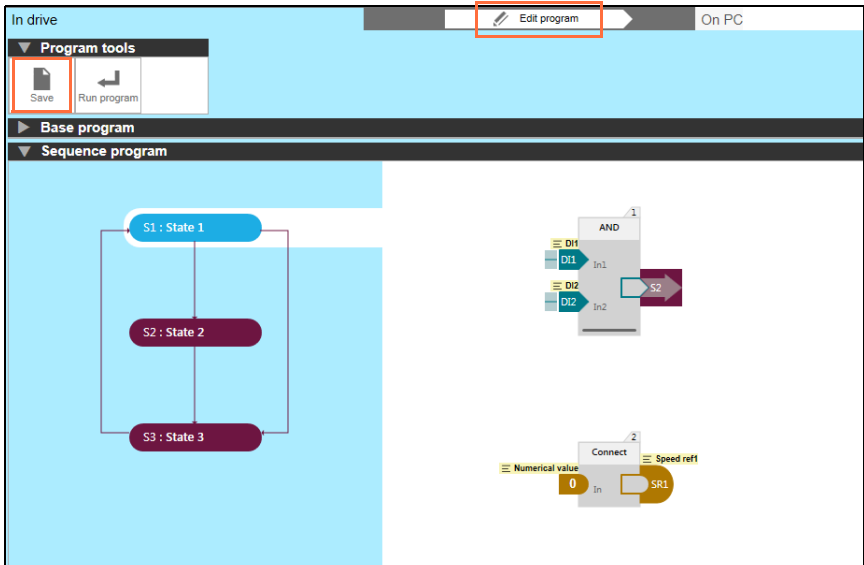 In drive
Edit program
On PC
Program tools
Save
Run program
Base program
Sequence program
S1 : State 1
S2 : State 2
S3 : State 3
1
AND
DI1
DI1
In1
DI2
DI2
In2
S2
2
Connect
Speed ref1
Numerical value
0
In
SR1